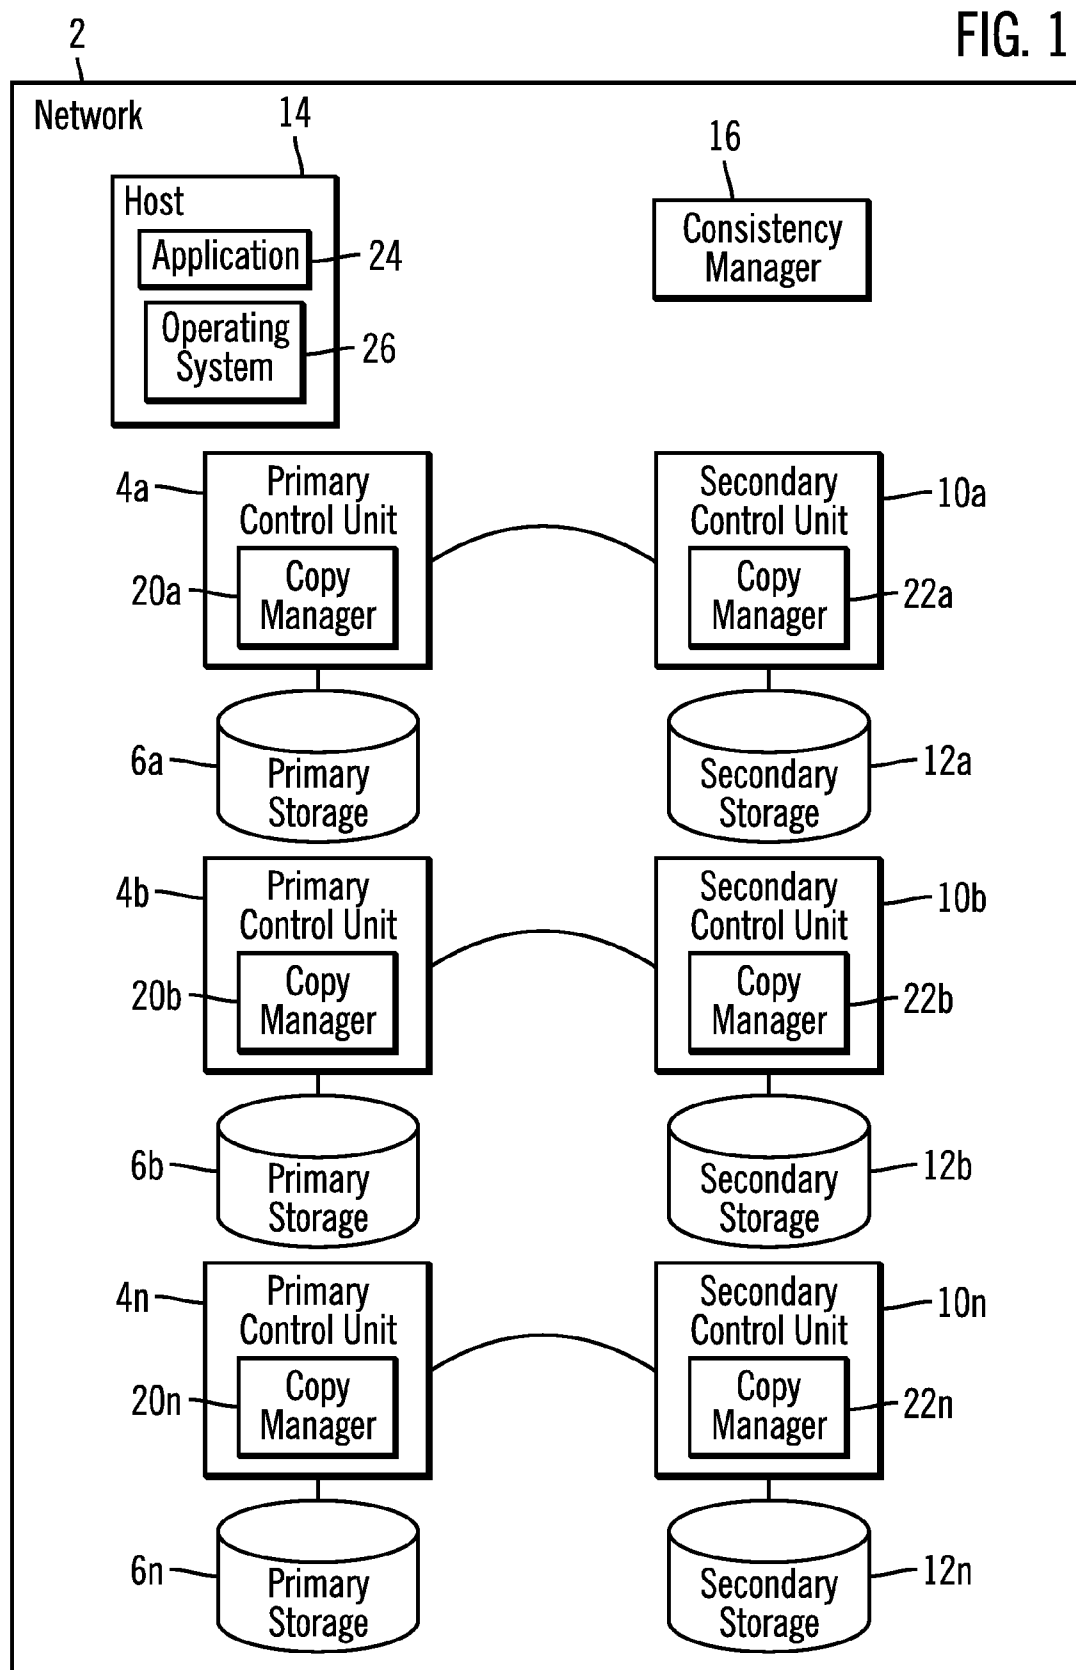 FIG. 1
2
Network
14
16
Host
Application
24
Operating
System
26
Consistency
Manager
4a
Primary
Control Unit
20a
Copy
Manager
Secondary
Control Unit
10a
Copy
Manager
22a
6a
Primary
Storage
Secondary
Storage
12a
4b
Primary
Control Unit
20b
Copy
Manager
Secondary
Control Unit
10b
Copy
Manager
22b
6b
Primary
Storage
Secondary
Storage
12b
4n
Primary
Control Unit
20n
Copy
Manager
Secondary
Control Unit
10n
Copy
Manager
22n
6n
Primary
Storage
Secondary
Storage
12n